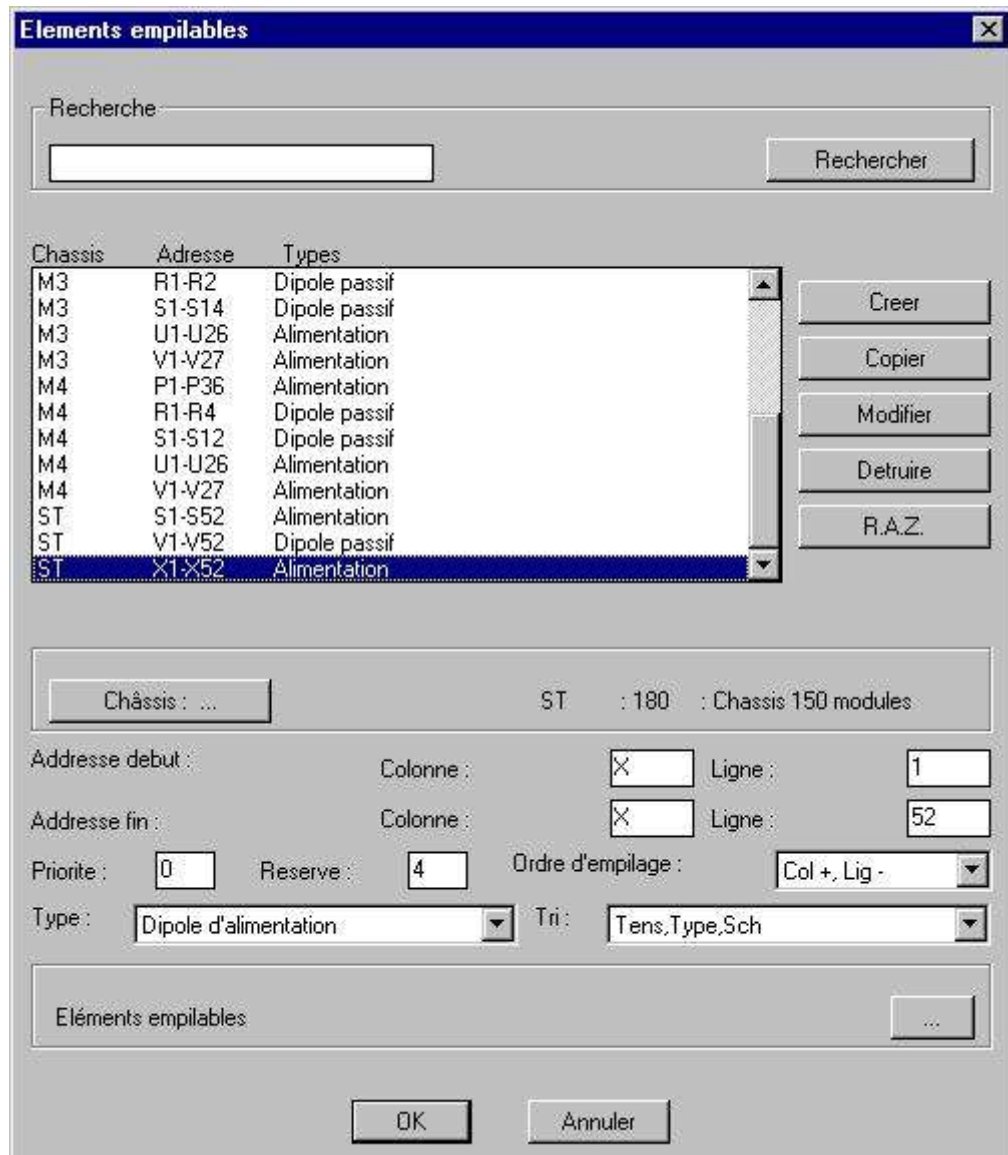 Elements empilables
Recherche
Rechercher
Chassis Adresse Types
M3 R1-R2 Dipole passif
M3 S1-S14 Dipole passif
M3 U1-U26 Alimentation
M3 V1-V27 Alimentation
M4 P1-P36 Alimentation
M4 R1-R4 Dipole passif
M4 S1-S12 Dipole passif
M4 U1-U26 Alimentation
M4 V1-V27 Alimentation
ST S1-S52 Alimentation
ST V1-V52 Dipole passif
ST X1-X52 Alimentation
Creer
Copier
Modifier
Detruire
R.A.Z.
Châssis : ... ST : 180 : Chassis 150 modules
Addresse debut : Colonne : X Ligne : 1
Addresse fin : Colonne : X Ligne : 52
Priorite : 0 Reserve : 4 Ordre d'empilage : Col +, Lig -
Type : Dipole d'alimentation Tri : Tens,Type,Sch
Eléments empilables ...
OK Annuler